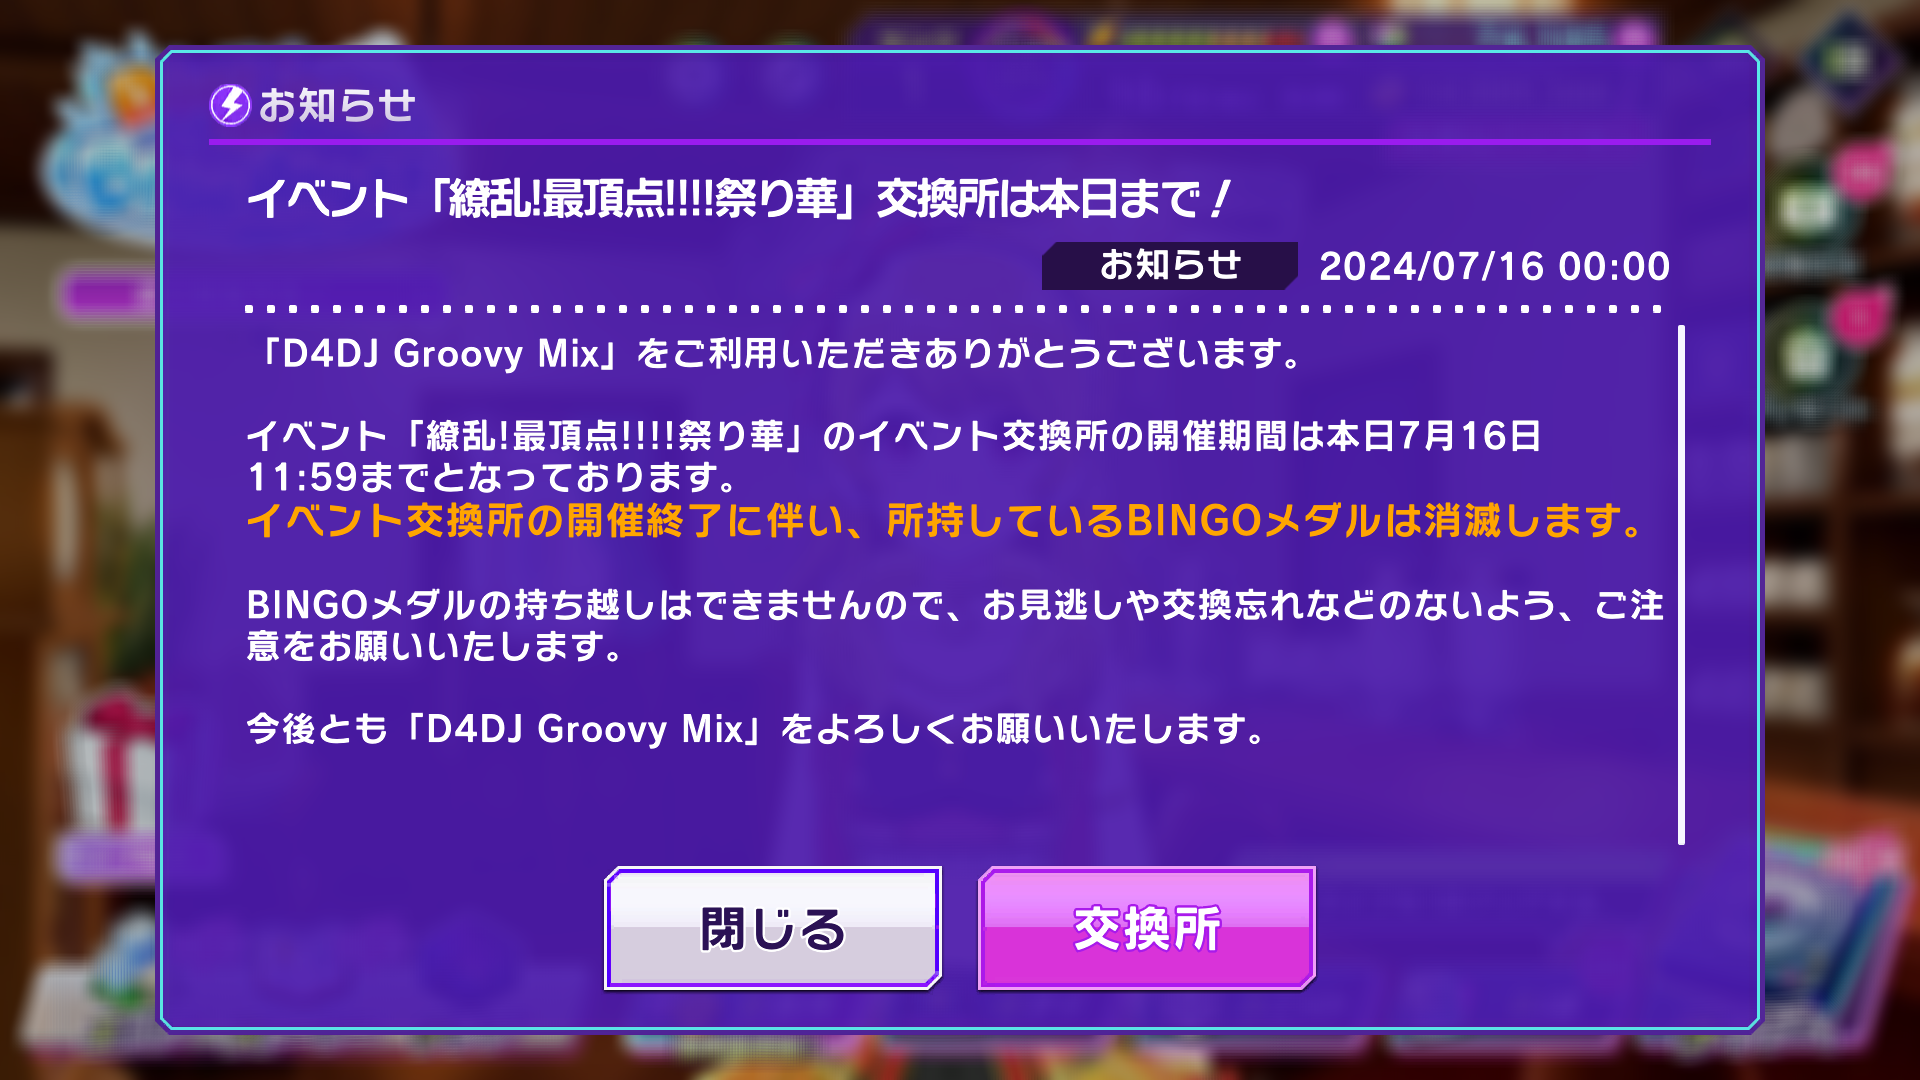 お知らせ
イベント「繚乱!最頂点!!!!祭り華」交換所は本日まで！
お知らせ 2024/07/16 00:00
「D4DJ Groovy Mix」をご利用いただきありがとうございます。
イベント「繚乱!最頂点!!!!祭り華」のイベント交換所の開催期間は本日7月16日
11:59までとなっております。
イベント交換所の開催終了に伴い、所持しているBINGOメダルは消滅します。
BINGOメダルの持ち越しはできませんので、お見逃しや交換忘れなどのないよう、ご注
意をお願いいたします。
今後とも「D4DJ Groovy Mix」をよろしくお願いいたします。
閉じる 交換所